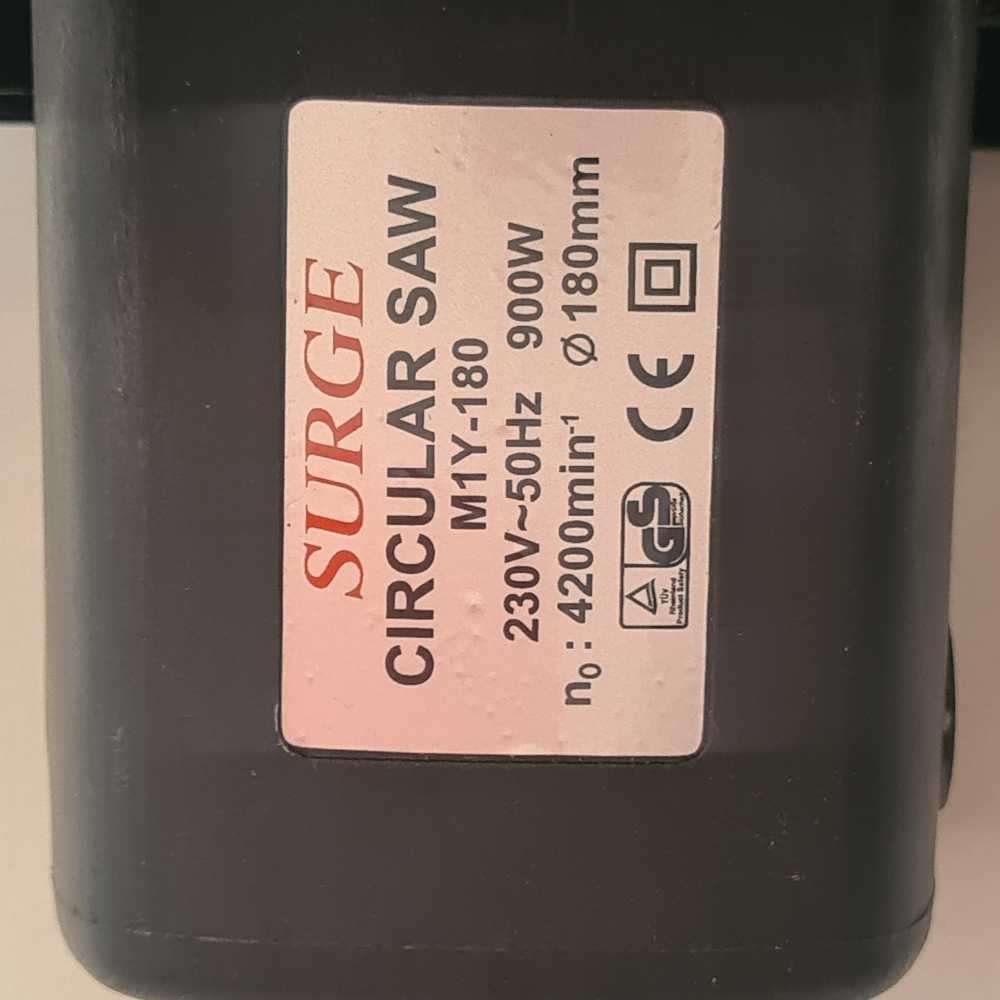 SURGE
CIRCULAR SAW
M1Y-180
230V~50Hz 900W
n₀ : 4200min⁻¹ Ø180mm
TÜV
Rheinland
Product Safety
GS
CE